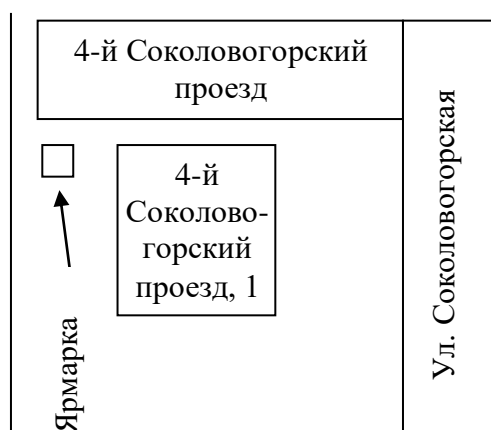 4-й Соколовогорский
проезд
4-й
Соколово-
горский
проезд, 1
Ярмарка
Ул. Соколовогорская